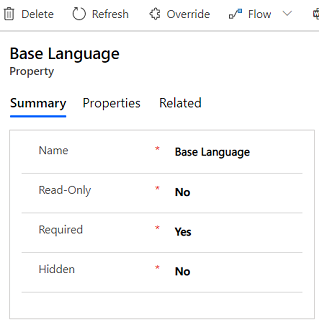 Delete Refresh Override Flow
Base Language
Property
Summary Properties Related
Name * Base Language
Read-Only * No
Required * Yes
Hidden * No